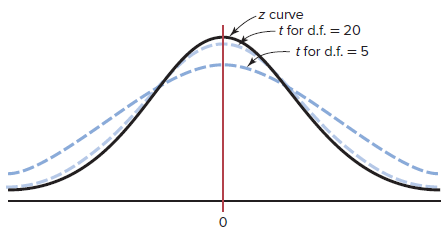 z curve
t for d.f. = 20
t for d.f. = 5
0